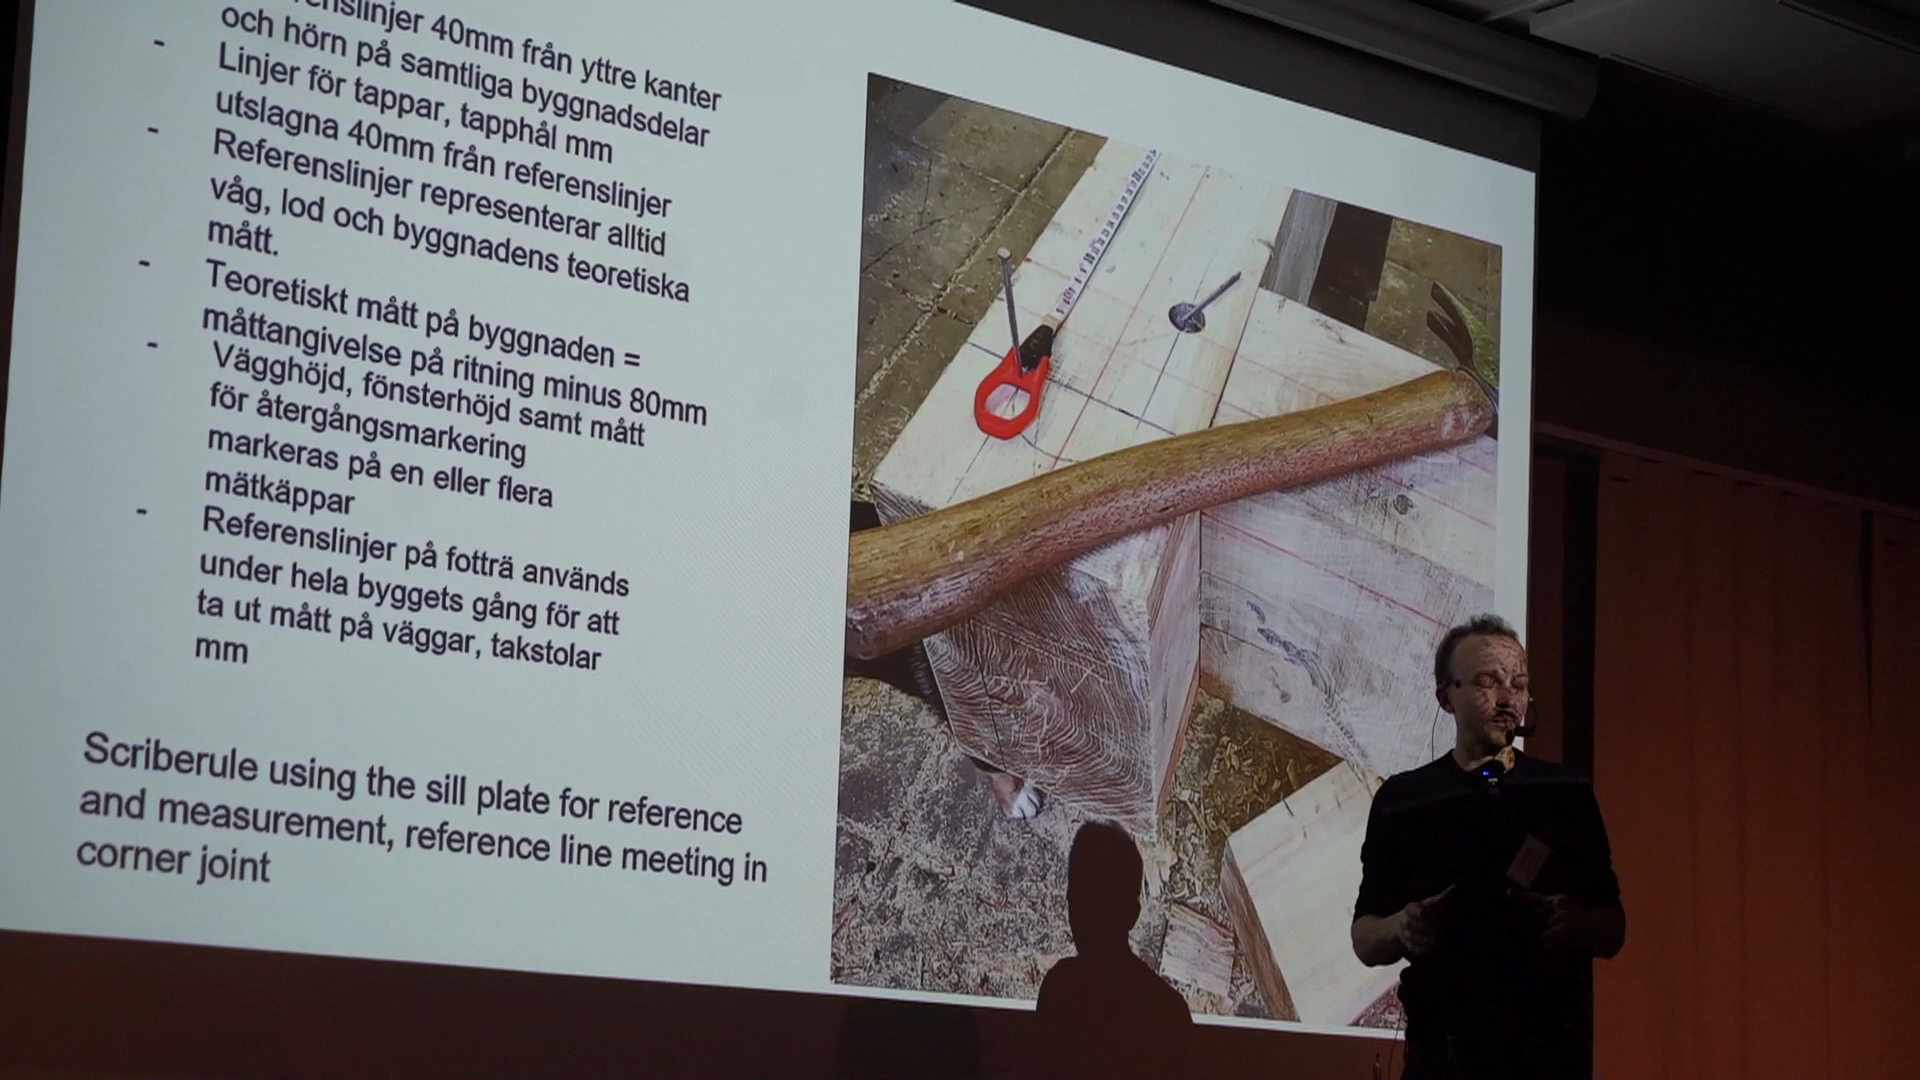 40mm från yttre kanter
och hörn på samtliga byggnadsdelar
- Linjer för tappar, tapphål mm
utslagna 40mm från referenslinjer
- Referenslinjer representerar alltid
våg, lod och byggnadens teoretiska
mått.
- Teoretiskt mått på byggnaden =
måttangivelse på ritning minus 80mm
- Vägghöjd, fönsterhöjd samt mått
för återgångsmarkering
markeras på en eller flera
mätkäppar
- Referenslinjer på fotträ används
under hela byggets gång för att
ta ut mått på väggar, takstolar
mm
Scriberule using the sill plate for reference
and measurement, reference line meeting in
corner joint